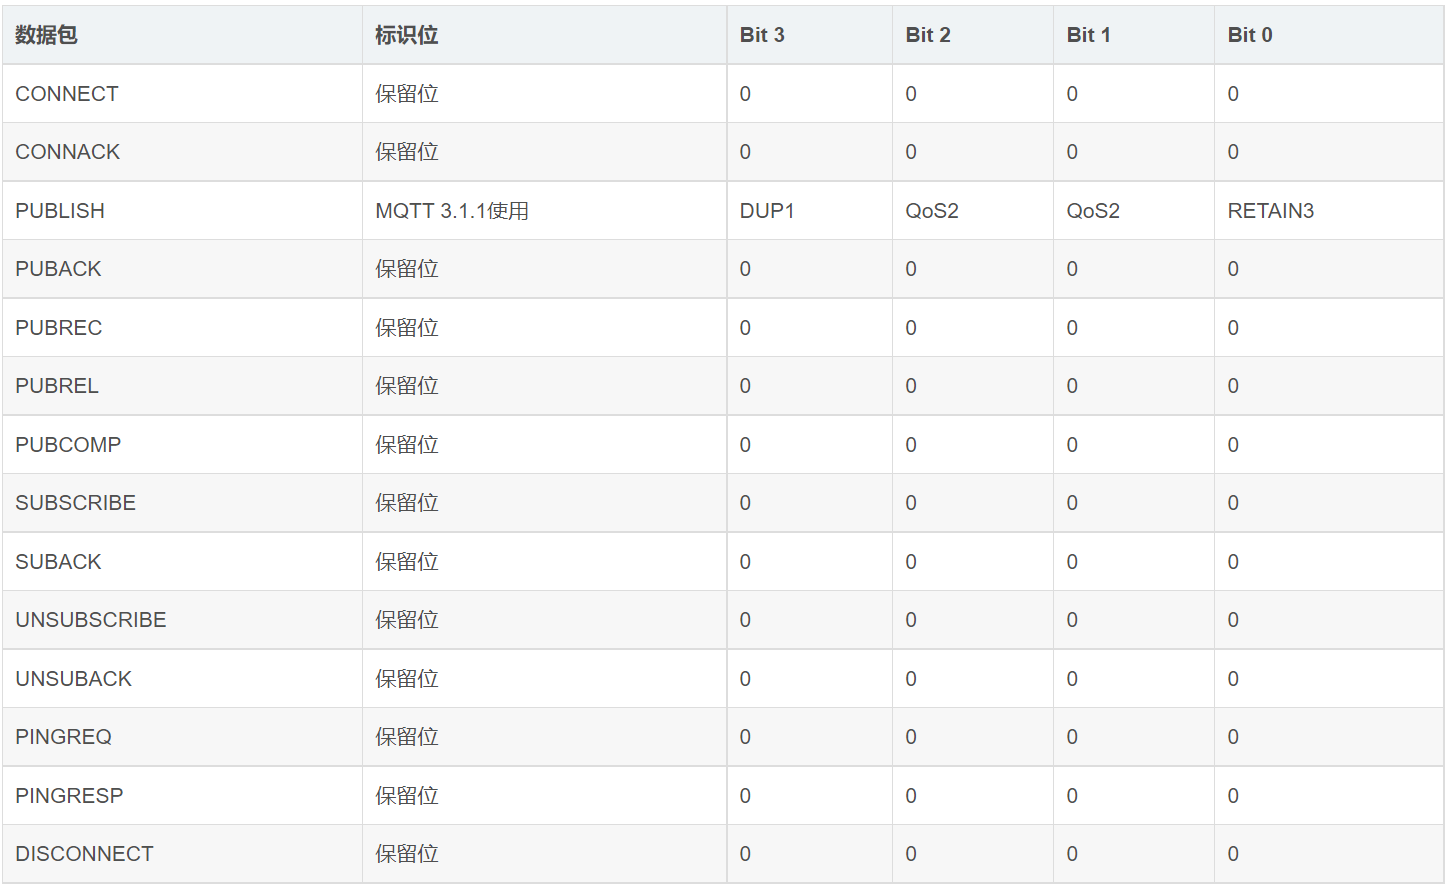 数据包 标识位 Bit 3 Bit 2 Bit 1 Bit 0
CONNECT 保留位 0 0 0 0
CONNACK 保留位 0 0 0 0
PUBLISH MQTT 3.1.1使用 DUP1 QoS2 QoS2 RETAIN3
PUBACK 保留位 0 0 0 0
PUBREC 保留位 0 0 0 0
PUBREL 保留位 0 0 0 0
PUBCOMP 保留位 0 0 0 0
SUBSCRIBE 保留位 0 0 0 0
SUBACK 保留位 0 0 0 0
UNSUBSCRIBE 保留位 0 0 0 0
UNSUBACK 保留位 0 0 0 0
PINGREQ 保留位 0 0 0 0
PINGRESP 保留位 0 0 0 0
DISCONNECT 保留位 0 0 0 0